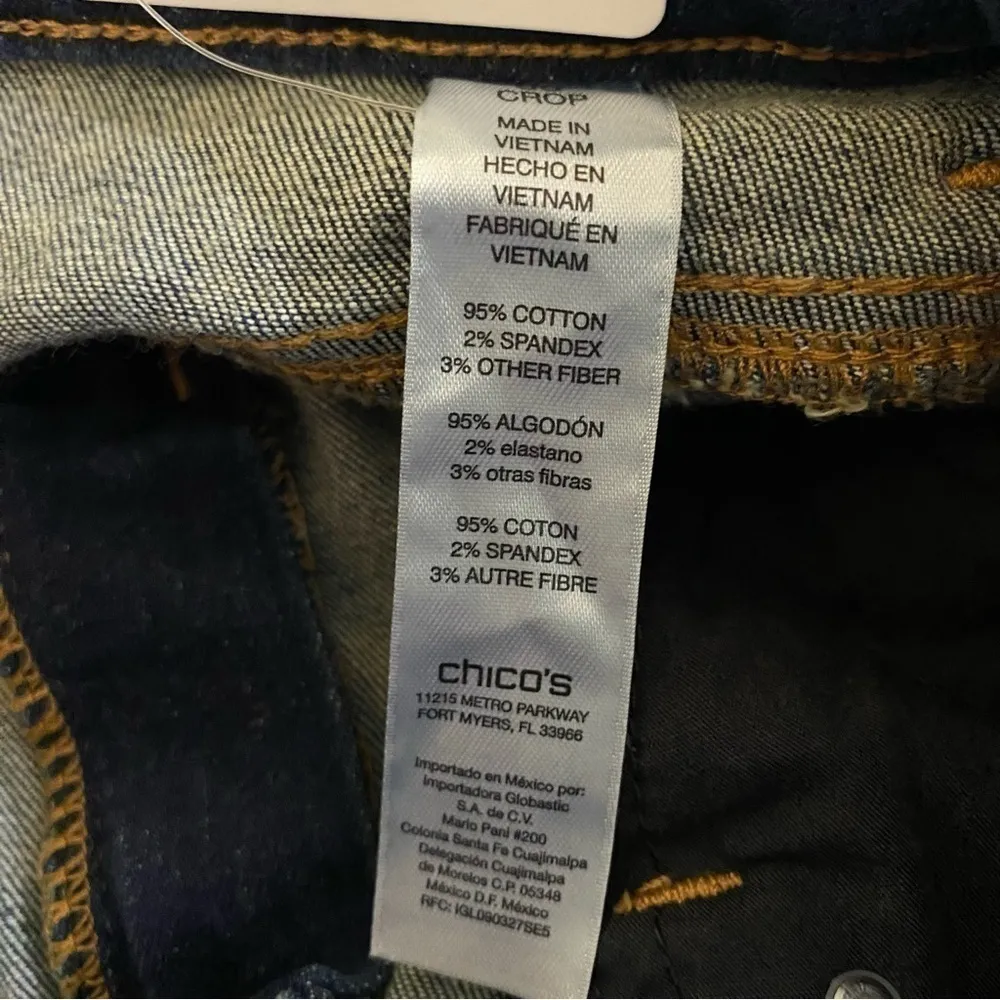 CROP
MADE IN
VIETNAM
HECHO EN
VIETNAM
FABRIQUÉ EN
VIETNAM
95% COTTON
2% SPANDEX
3% OTHER FIBER
95% ALGODÓN
2% elastano
3% otras fibras
95% COTON
2% SPANDEX
3% AUTRE FIBRE
chico's
11215 METRO PARKWAY
FORT MYERS, FL 33966
Importado en México por:
Importadora Globastic
S.A. de C.V.
Mario Pani #200
Colonia Santa Fe Cuajimalpa
Delegación Cuajimalpa
de Morelos C.P. 05348
México D.F. México
RFC: IGL090327SE5